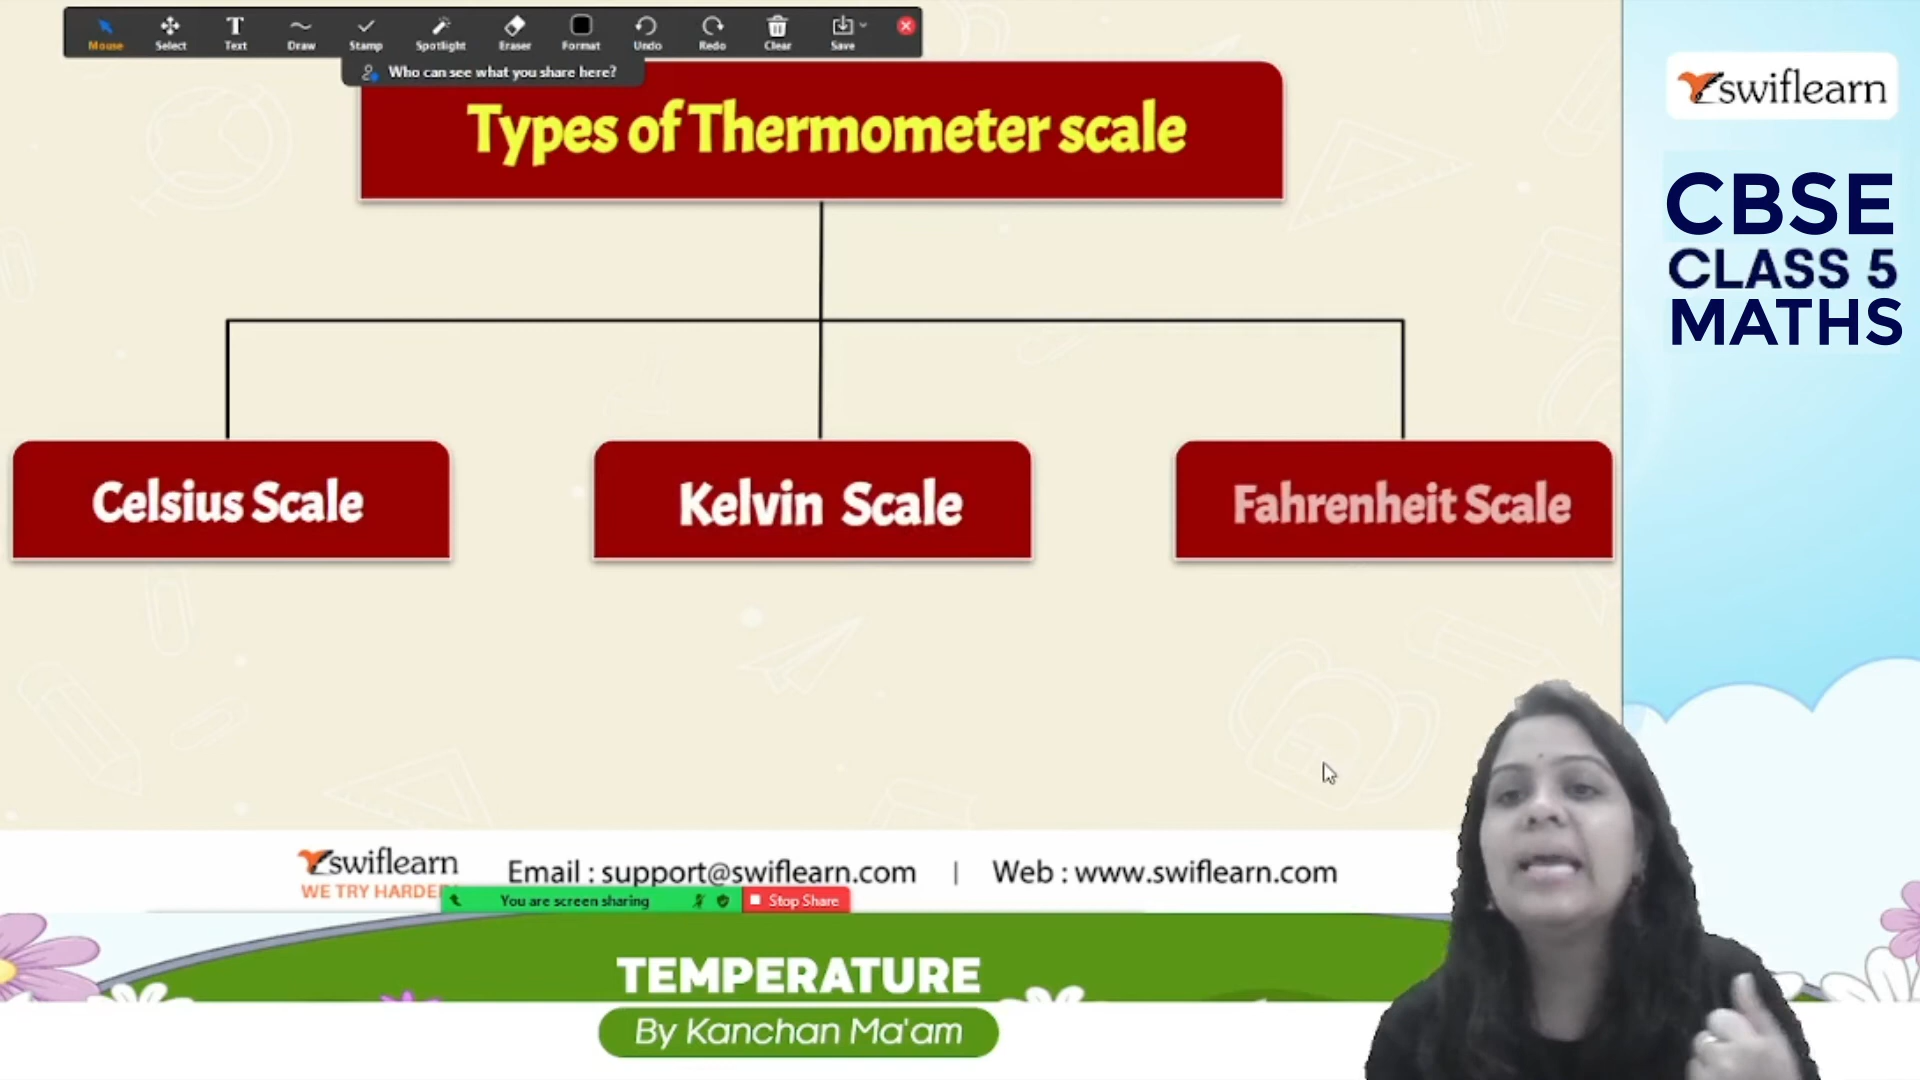 Mouse Select Text Draw Stamp Spotlight Eraser Format Undo Redo Clear Save
Who can see what you share here?
Types of Thermometer scale
Celsius Scale
Kelvin Scale
Fahrenheit Scale
swiflearn
CBSE
CLASS 5
MATHS
swiflearn
WE TRY HARDER
Email : support@swiflearn.com | Web : www.swiflearn.com
You are screen sharing
Stop Share
TEMPERATURE
By Kanchan Ma'am